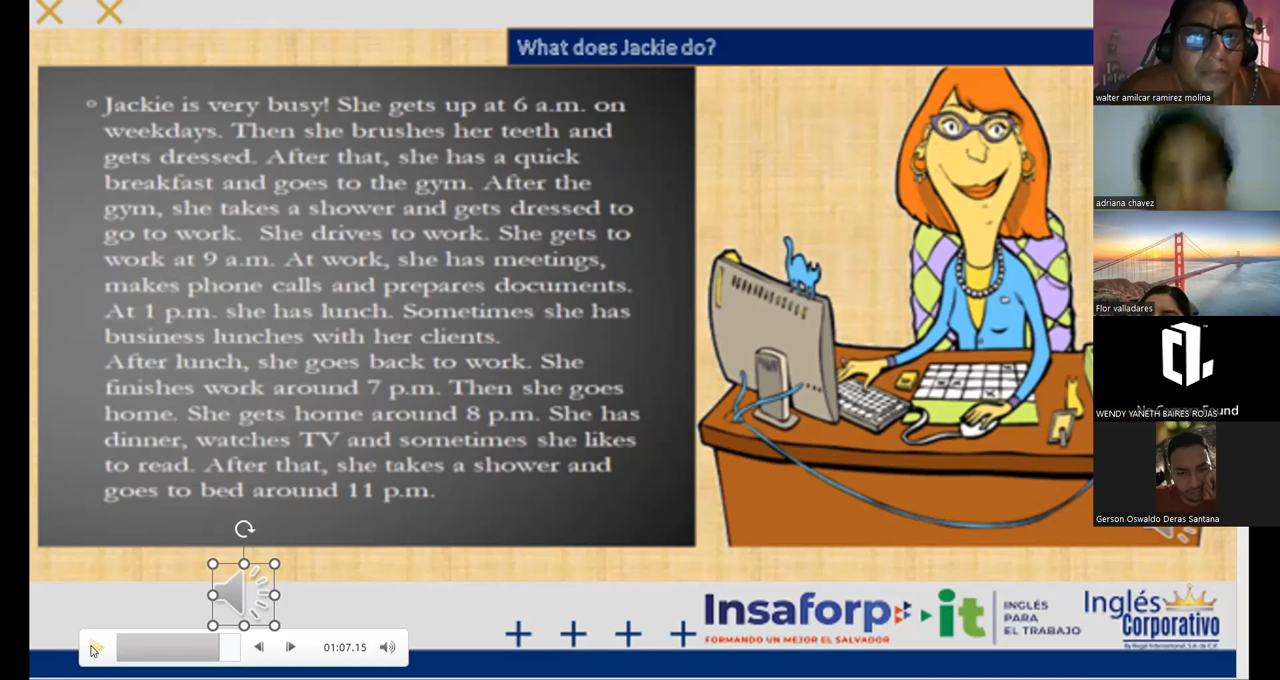 What does Jackie do?
Jackie is very busy! She gets up at 6 a.m. on
weekdays. Then she brushes her teeth and
gets dressed. After that, she has a quick
breakfast and goes to the gym. After the
gym, she takes a shower and gets dressed to
go to work. She drives to work. She gets to
work at 9 a.m. At work, she has meetings,
makes phone calls and prepares documents.
At 1 p.m. she has lunch. Sometimes she has
business lunches with her clients.
After lunch, she goes back to work. She
finishes work around 7 p.m. Then she goes
home. She gets home around 8 p.m. She has
dinner, watches TV and sometimes she likes
to read. After that, she takes a shower and
goes to bed around 11 p.m.
walter amilcar ramirez molina
adriana chavez
Flor valladares
WENDY YANETH BAIRES ROJAS
Gerson Oswaldo Deras Santana
01:07.15
Insaforp
FORMANDO UN MEJOR EL SALVADOR
it
INGLÉS
PARA
EL TRABAJO
Inglés
Corporativo